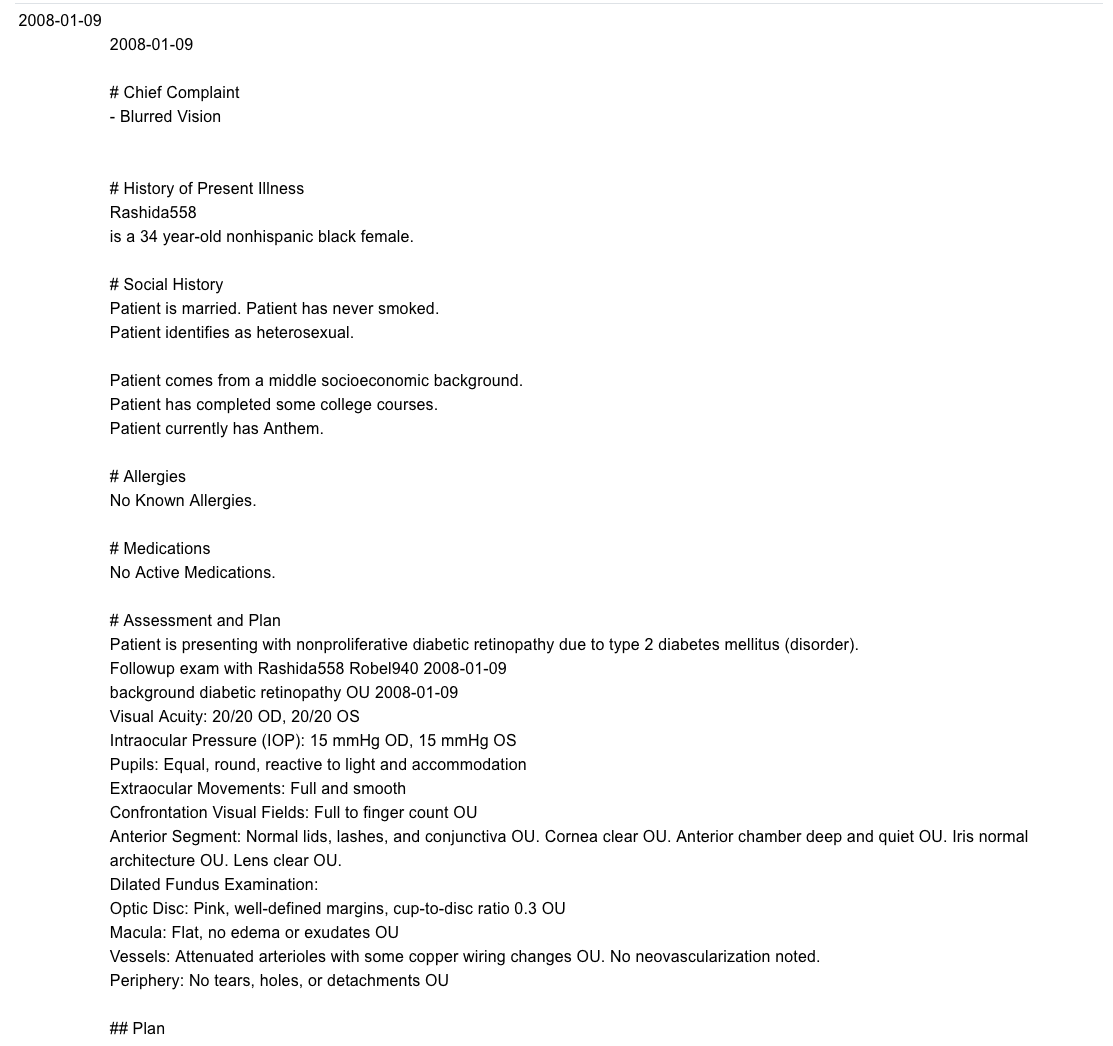 2008-01-09
2008-01-09
# Chief Complaint
- Blurred Vision
# History of Present Illness
Rashida558
is a 34 year-old nonhispanic black female.
# Social History
Patient is married. Patient has never smoked.
Patient identifies as heterosexual.
Patient comes from a middle socioeconomic background.
Patient has completed some college courses.
Patient currently has Anthem.
# Allergies
No Known Allergies.
# Medications
No Active Medications.
# Assessment and Plan
Patient is presenting with nonproliferative diabetic retinopathy due to type 2 diabetes mellitus (disorder).
Followup exam with Rashida558 Robel940 2008-01-09
background diabetic retinopathy OU 2008-01-09
Visual Acuity: 20/20 OD, 20/20 OS
Intraocular Pressure (IOP): 15 mmHg OD, 15 mmHg OS
Pupils: Equal, round, reactive to light and accommodation
Extraocular Movements: Full and smooth
Confrontation Visual Fields: Full to finger count OU
Anterior Segment: Normal lids, lashes, and conjunctiva OU. Cornea clear OU. Anterior chamber deep and quiet OU. Iris normal
architecture OU. Lens clear OU.
Dilated Fundus Examination:
Optic Disc: Pink, well-defined margins, cup-to-disc ratio 0.3 OU
Macula: Flat, no edema or exudates OU
Vessels: Attenuated arterioles with some copper wiring changes OU. No neovascularization noted.
Periphery: No tears, holes, or detachments OU
## Plan